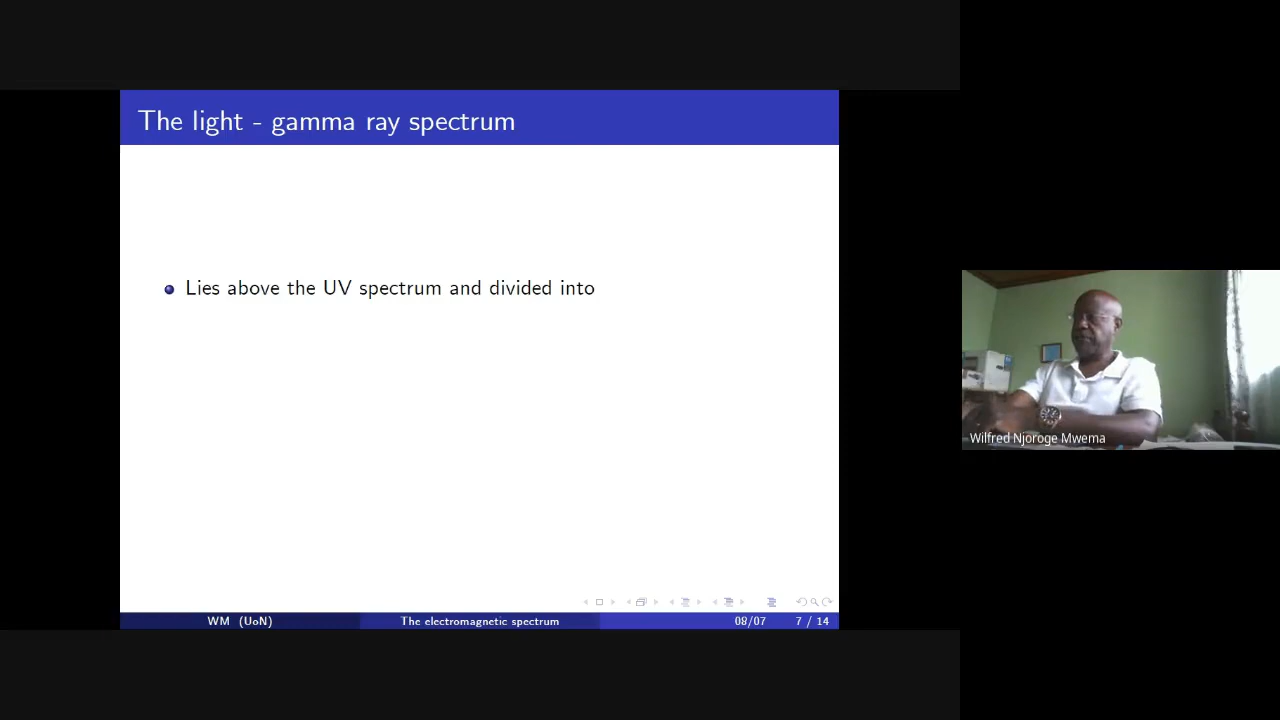 The light - gamma ray spectrum
Lies above the UV spectrum and divided into
Wilfred Njoroge Mwema
WM (UoN)
The electromagnetic spectrum
08/07
7 / 14